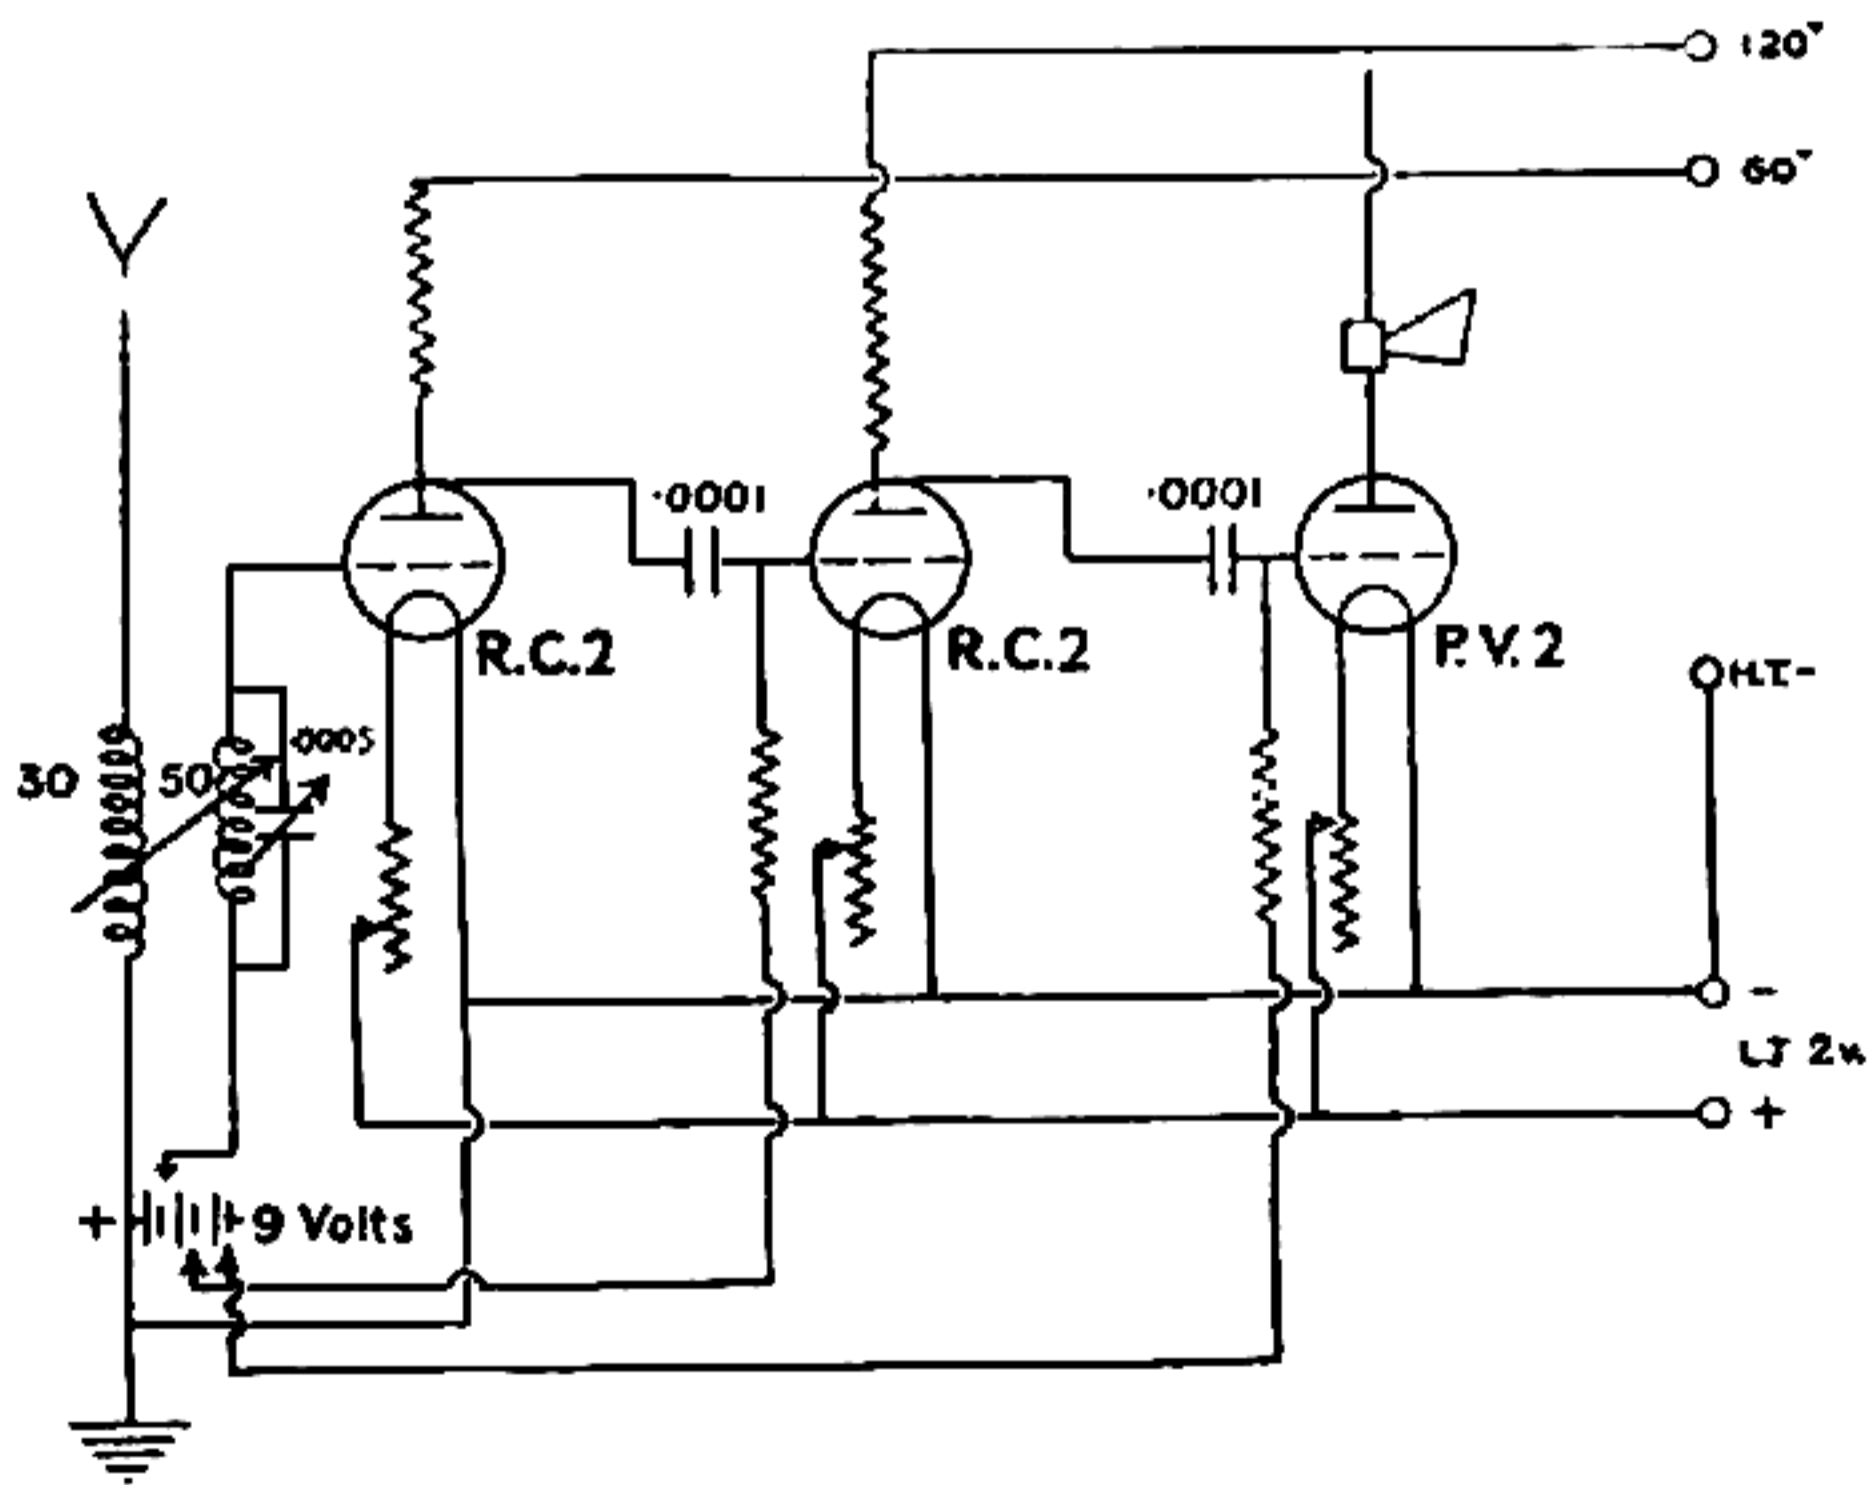 120v
60v
.0001
.0001
R.C.2
R.C.2
P.V.2
H.T-
.0005
30
50
-
LT 2v
+
+
- 9 Volts